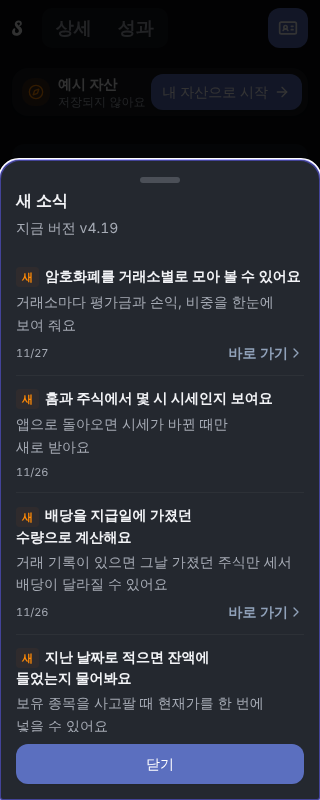 S 상세 성과
예시 자산
저장되지 않아요
내 자산으로 시작
새 소식
지금 버전 v4.19
새 암호화폐를 거래소별로 모아 볼 수 있어요
거래소마다 평가금과 손익, 비중을 한눈에
보여 줘요
11/27 바로 가기
새 홈과 주식에서 몇 시 시세인지 보여요
앱으로 돌아오면 시세가 바뀐 때만
새로 받아요
11/26
새 배당을 지급일에 가졌던
수량으로 계산해요
거래 기록이 있으면 그날 가졌던 주식만 세서
배당이 달라질 수 있어요
11/26 바로 가기
새 지난 날짜로 적으면 잔액에
들었는지 물어봐요
보유 종목을 사고팔 때 현재가를 한 번에
넣을 수 있어요
닫기